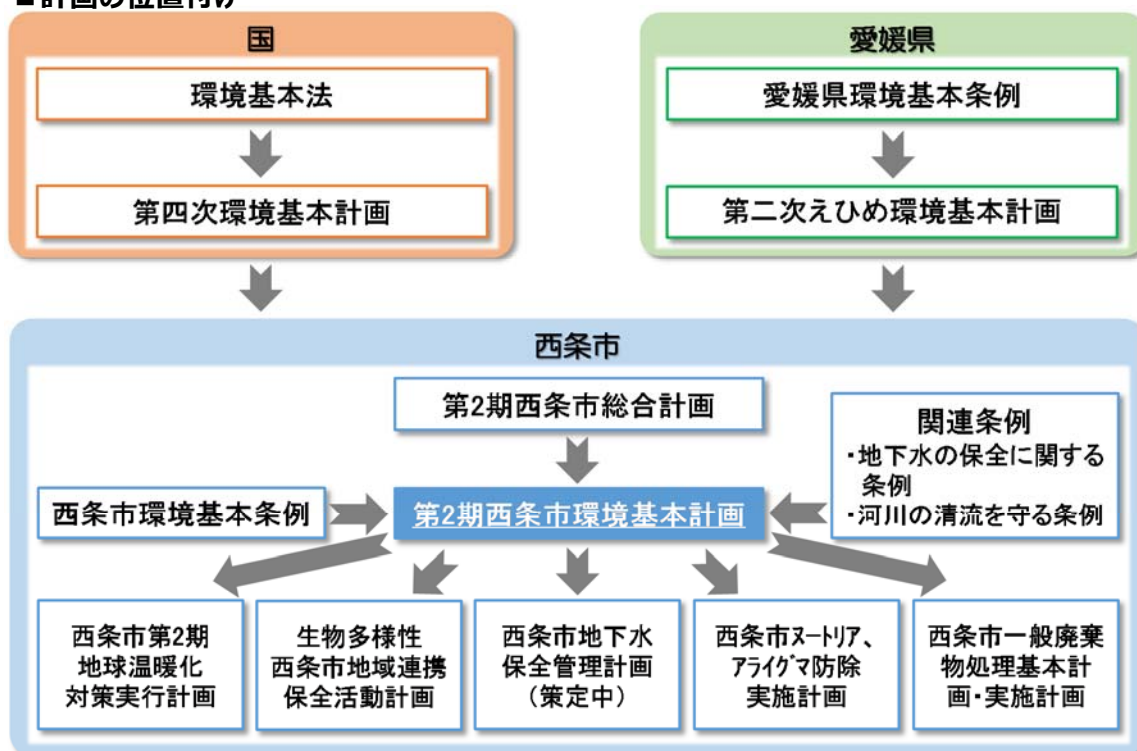 ■計画の位置付け
国
環境基本法
第四次環境基本計画
愛媛県
愛媛県環境基本条例
第二次えひめ環境基本計画
西条市
第2期西条市総合計画
関連条例
・地下水の保全に関する
条例
・河川の清流を守る条例
西条市環境基本条例
第2期西条市環境基本計画
西条市第2期
地球温暖化
対策実行計画
生物多様性
西条市地域連携
保全活動計画
西条市地下水
保全管理計画
（策定中）
西条市ﾇｰﾄﾘｱ、
ｱﾗｲｸﾞﾏ防除
実施計画
西条市一般廃棄
物処理基本計
画・実施計画